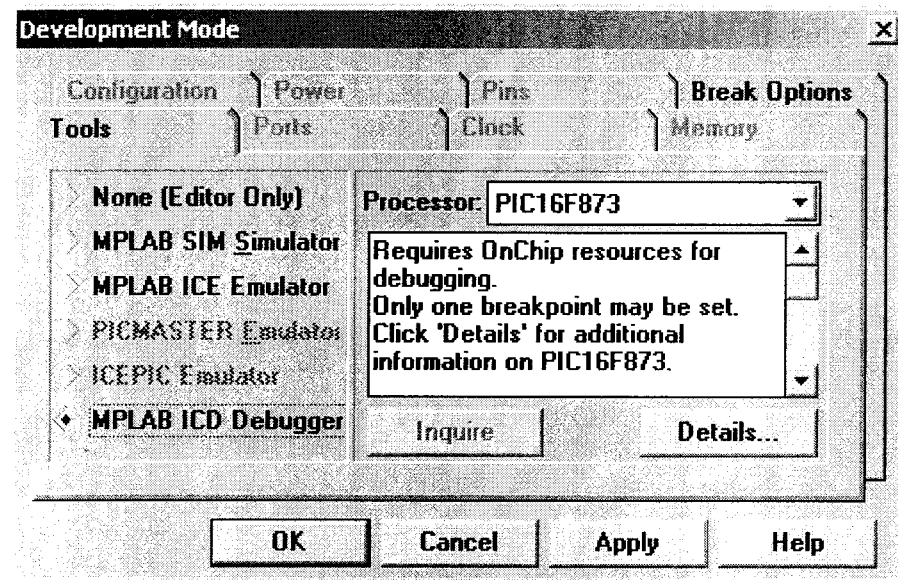 Development Mode
Configuration Power Pins Break Options
Tools Ports Clock Memory
None (Editor Only)
MPLAB SIM Simulator
MPLAB ICE Emulator
PICMASTER Emulator
ICEPIC Emulator
MPLAB ICD Debugger
Processor: PIC16F873
Requires OnChip resources for
debugging.
Only one breakpoint may be set.
Click 'Details' for additional
information on PIC16F873.
Inquire Details...
OK Cancel Apply Help